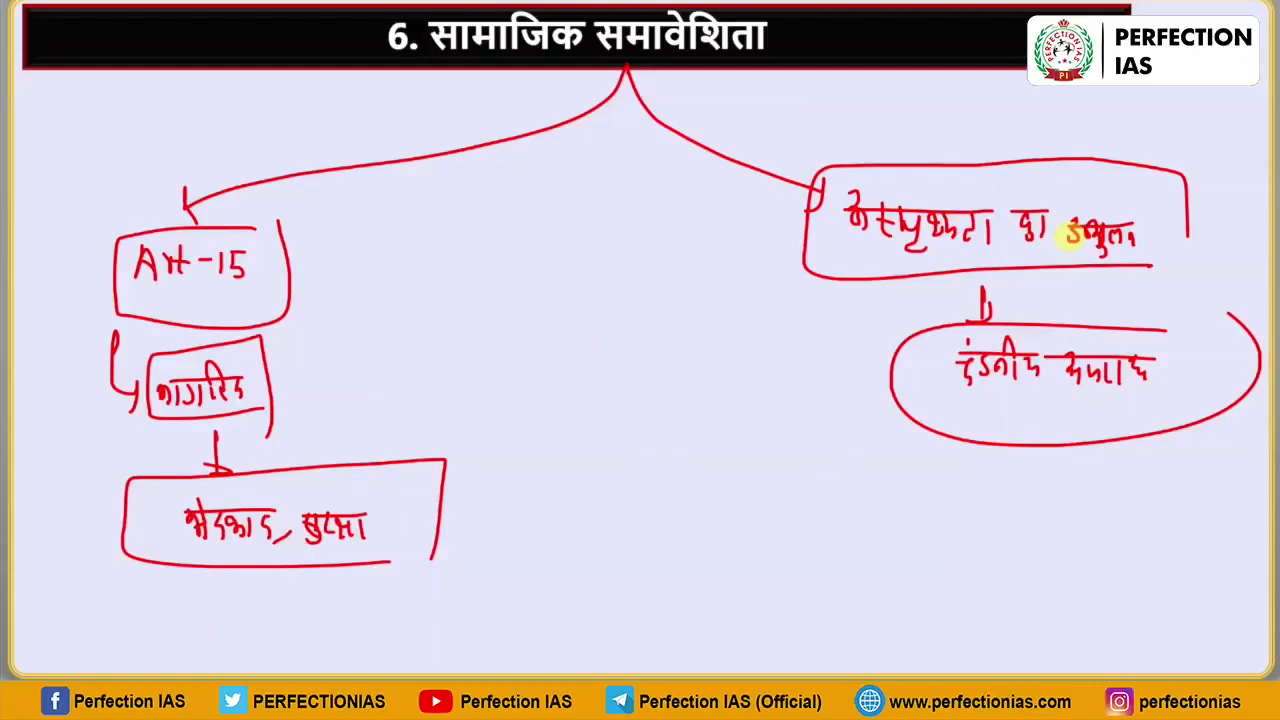 6. सामाजिक समावेशिता
PERFECTION
IAS
Art-15
नागरिक
भेदभाव, सुरक्षा
अस्पृश्यता का उन्मूलन
दंडनीय अपराध
Perfection IAS
PERFECTIONIAS
Perfection IAS
Perfection IAS (Official)
www.perfectionias.com
perfectionias